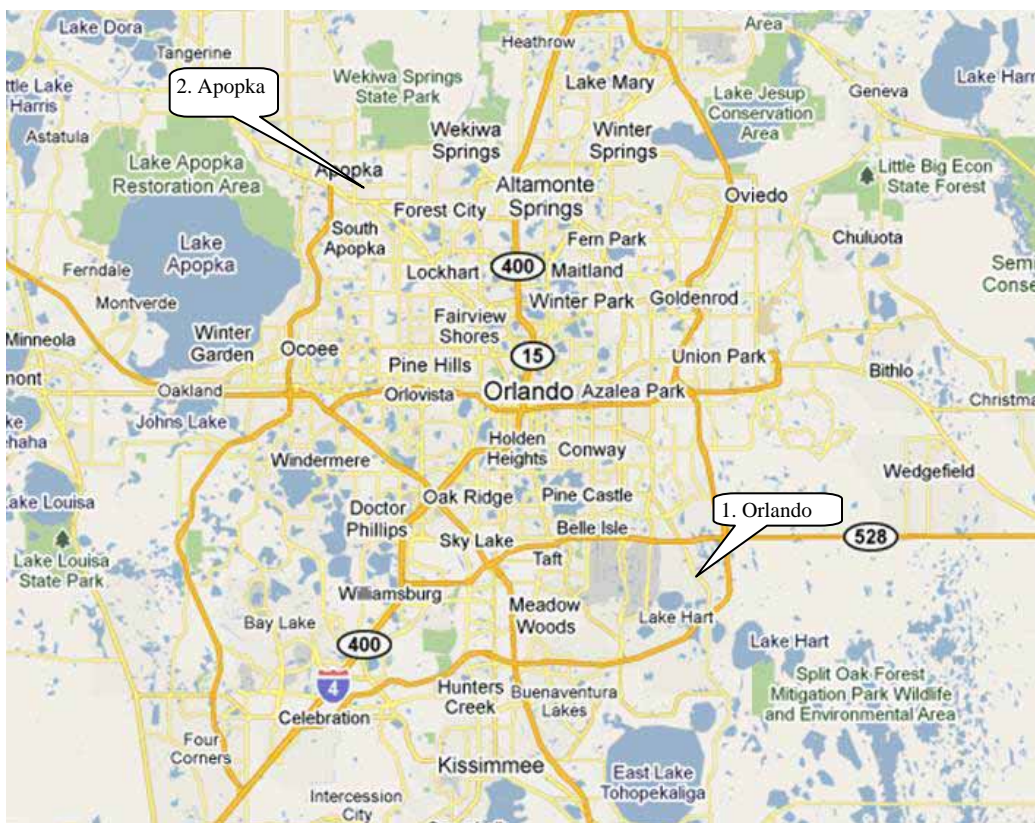 Lake Dora
Tangerine
Heathrow
Area
ttle Lake
Harris
2. Apopka
Wekiwa Springs
State Park
Lake Mary
Lake Jesup
Conservation
Area
Geneva
Lake Har
Astatula
Wekiwa
Springs
Winter
Springs
Lake Apopka
Restoration Area
Apopka
Altamonte
Springs
Oviedo
Little Big Econ
State Forest
Forest City
South
Apopka
Fern Park
Chuluota
Lake
Apopka
Ferndale
Lockhart
400
Maitland
Semi
Conse
Montverde
Winter Park
Goldenrod
Minneola
Winter
Garden
Ocoee
Fairview
Shores
15
Union Park
mont
Pine Hills
Bithlo
Oakland
Orlovista
Orlando
Azalea Park
Christma
Johns Lake
ke
haha
Holden
Heights
Conway
Windermere
Wedgefield
ake Louisa
Oak Ridge
Pine Castle
Doctor
Phillips
1. Orlando
Belle Isle
Sky Lake
528
Lake Louisa
State Park
Taft
Williamsburg
Meadow
Woods
Lake Hart
Bay Lake
400
Lake Hart
4
Hunters
Creek
Buenaventura
Lakes
Split Oak Forest
Mitigation Park Wildlife
and Environmental Area
Celebration
Four
Corners
Kissimmee
East Lake
Tohopekaliga
Intercession
City